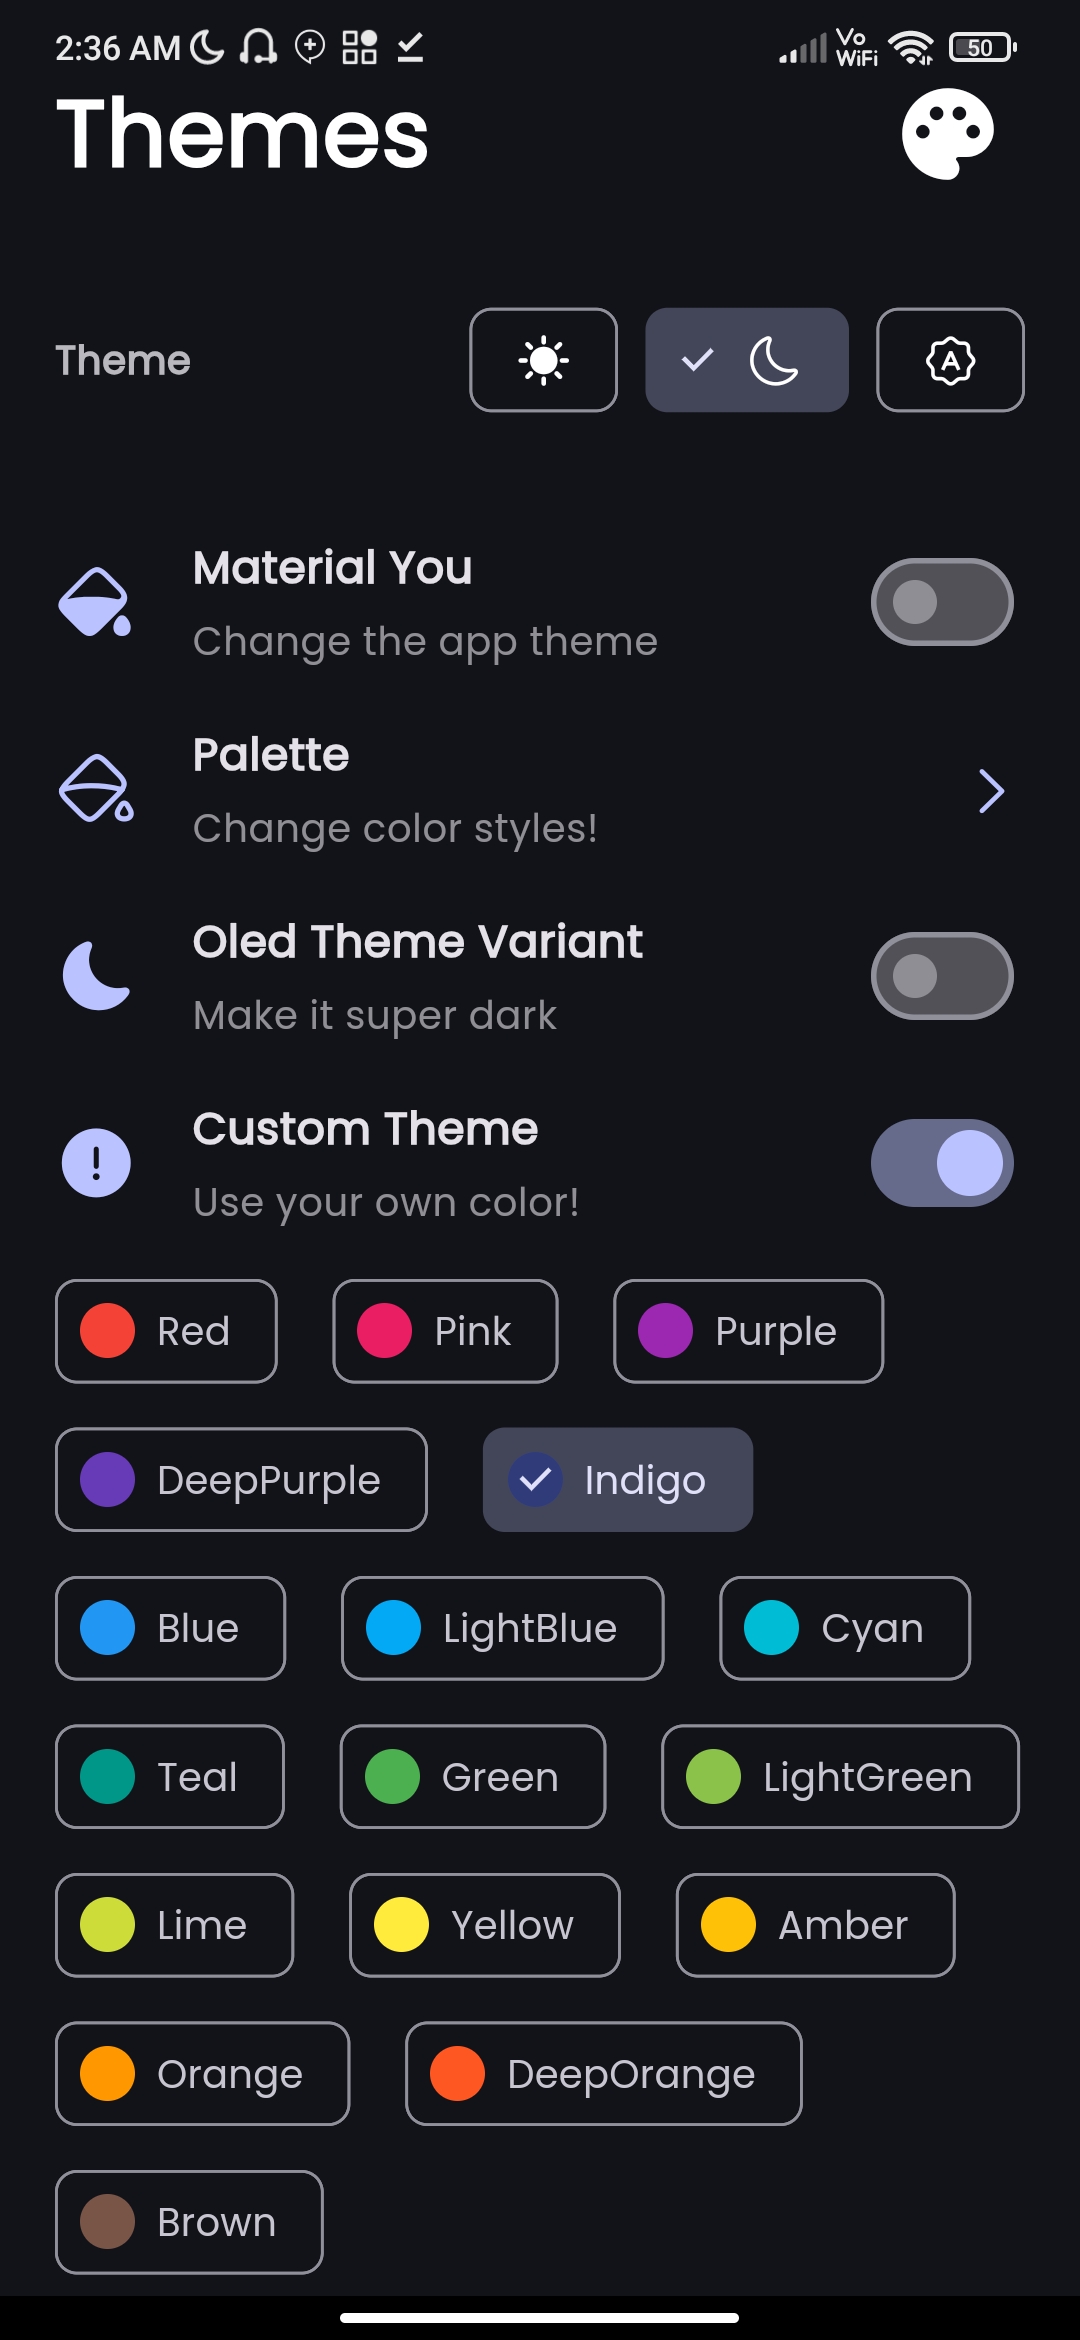 2:36 AM
Vo
WiFi
50
Themes
Theme
A
Material You
Change the app theme
Palette
Change color styles!
Oled Theme Variant
Make it super dark
Custom Theme
Use your own color!
Red Pink Purple
DeepPurple Indigo
Blue LightBlue Cyan
Teal Green LightGreen
Lime Yellow Amber
Orange DeepOrange
Brown